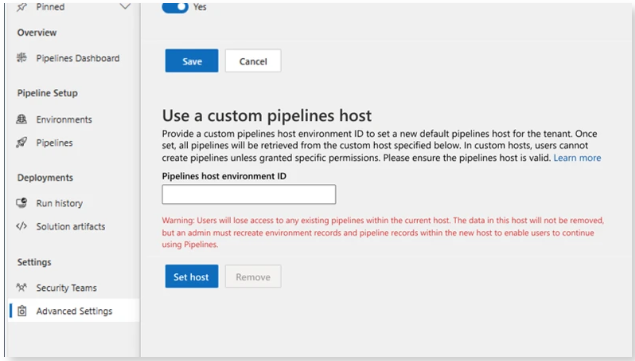 Pinned
Yes
Overview
Pipelines Dashboard
Save
Cancel
Pipeline Setup
Environments
Pipelines
Deployments
Run history
Solution artifacts
Settings
Security Teams
Advanced Settings
Use a custom pipelines host
Provide a custom pipelines host environment ID to set a new default pipelines host for the tenant. Once
set, all pipelines will be retrieved from the custom host specified below. In custom hosts, users cannot
create pipelines unless granted specific permissions. Please ensure the pipelines host is valid. Learn more
Pipelines host environment ID
Warning: Users will lose access to any existing pipelines within the current host. The data in this host will not be removed,
but an admin must recreate environment records and pipeline records within the new host to enable users to continue
using Pipelines.
Set host
Remove